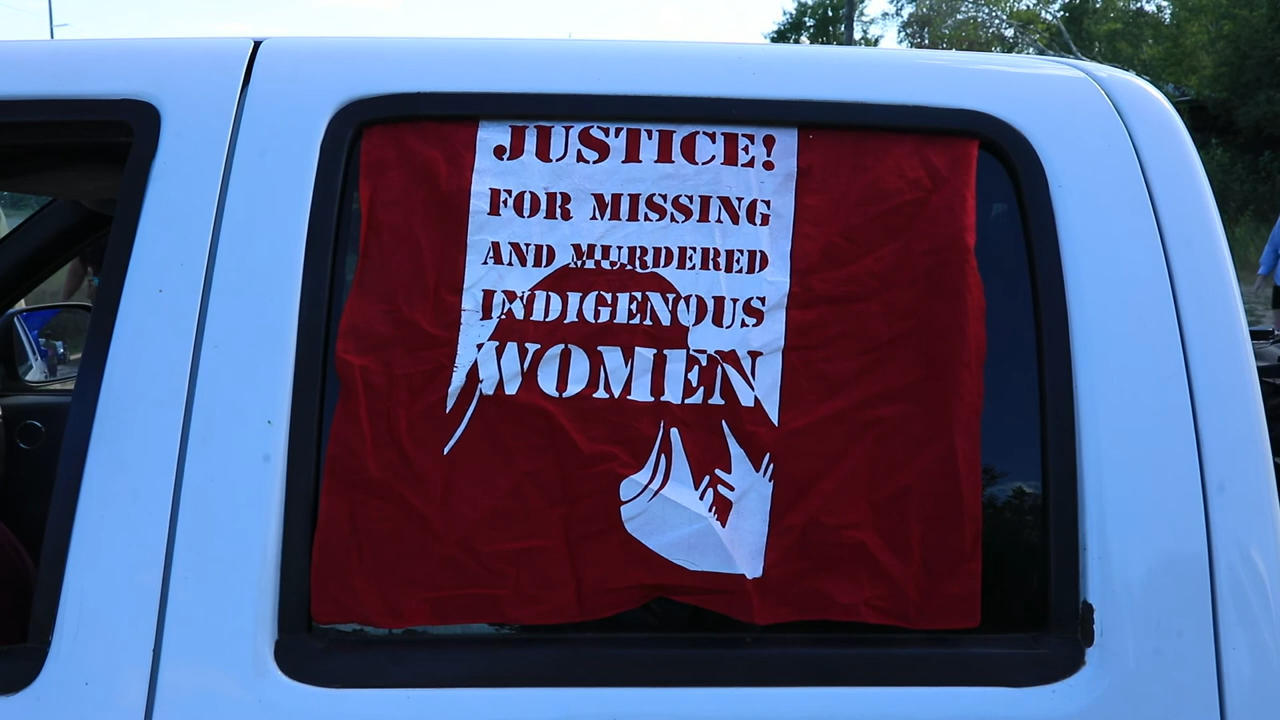 JUSTICE!
FOR MISSING
AND MURDERED
INDIGENOUS
WOMEN